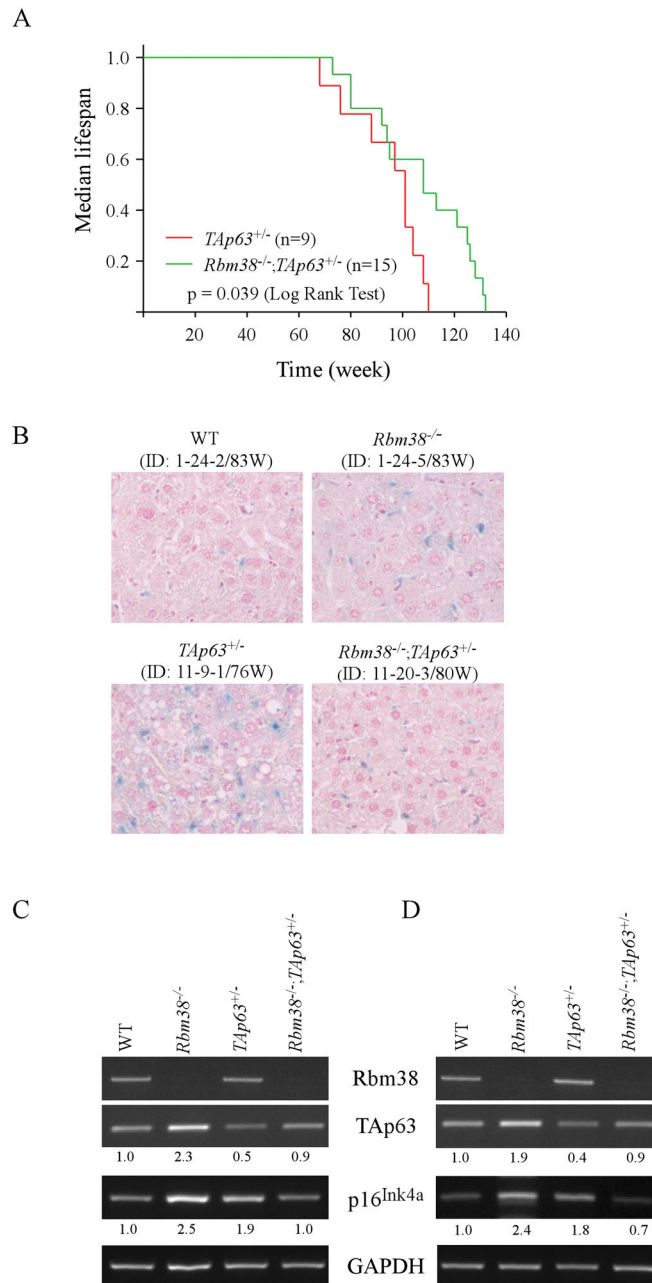 A
Median lifespan
1.0
0.8
0.6
0.4
0.2
TAp63+/- (n=9)
Rbm38-/-;TAp63+/- (n=15)
p = 0.039 (Log Rank Test)
20 40 60 80 100 120 140
Time (week)
B
WT
(ID: 1-24-2/83W)
Rbm38-/-
(ID: 1-24-5/83W)
TAp63+/-
(ID: 11-9-1/76W)
Rbm38-/-;TAp63+/-
(ID: 11-20-3/80W)
C
D
WT
Rbm38-/-
TAp63+/-
Rbm38-/-;TAp63+/-
WT
Rbm38-/-
TAp63+/-
Rbm38-/-;TAp63+/-
Rbm38
TAp63
1.0 2.3 0.5 0.9
1.0 1.9 0.4 0.9
p16Ink4a
1.0 2.5 1.9 1.0
1.0 2.4 1.8 0.7
GAPDH